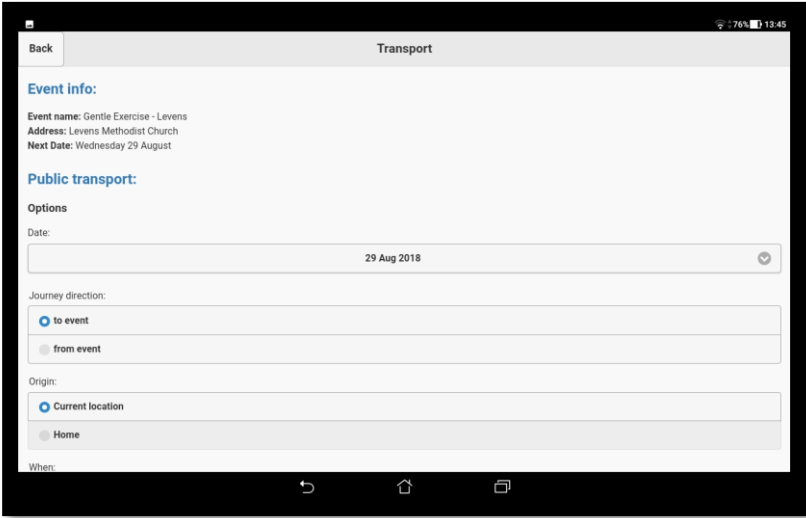 76% 13:45
Back
Transport
Event info:
Event name: Gentle Exercise - Levens
Address: Levens Methodist Church
Next Date: Wednesday 29 August
Public transport:
Options
Date:
29 Aug 2018
Journey direction:
to event
from event
Origin:
Current location
Home
When: